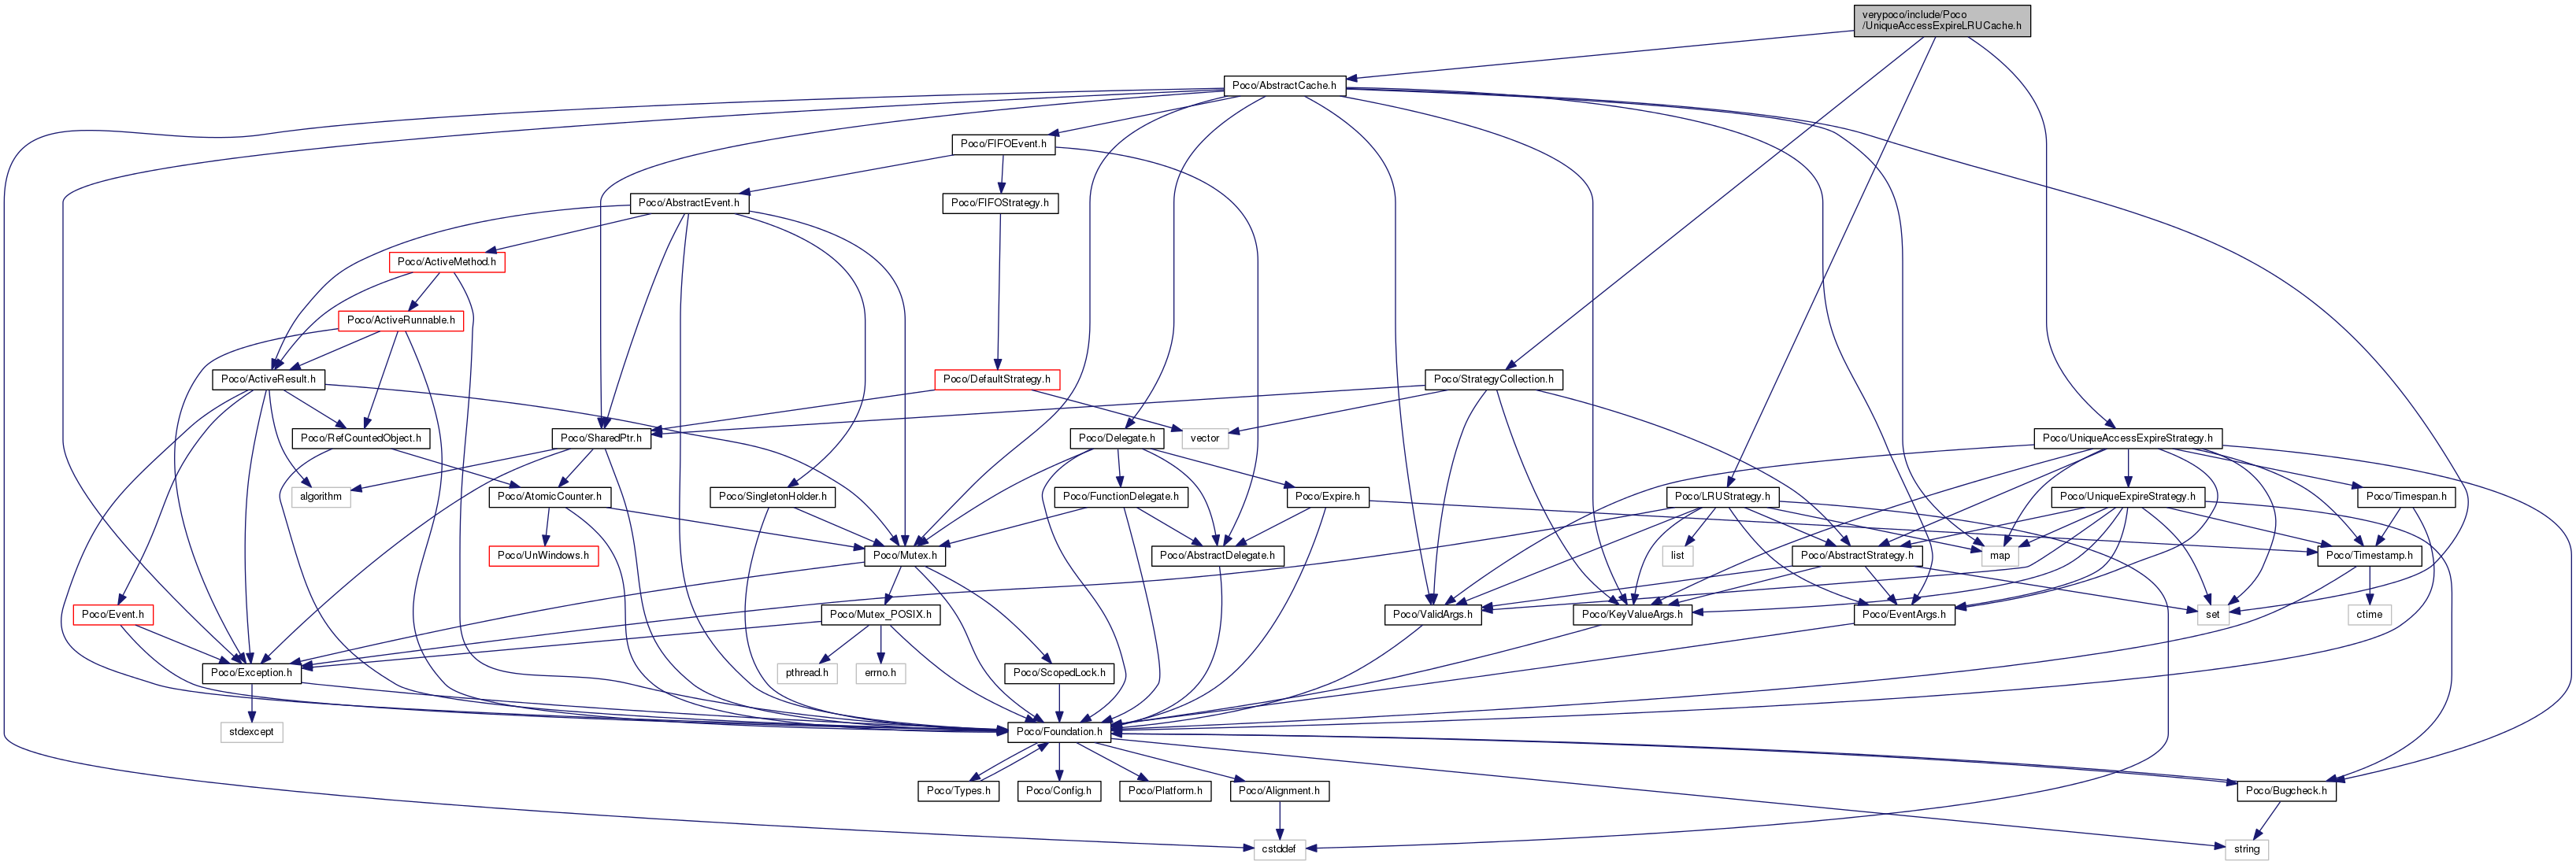 verypoco/include/Poco
/UniqueAccessExpireLRUCache.h
Poco/AbstractCache.h
Poco/FIFOEvent.h
Poco/AbstractEvent.h
Poco/FIFOStrategy.h
Poco/ActiveMethod.h
Poco/ActiveRunnable.h
Poco/ActiveResult.h
Poco/DefaultStrategy.h
Poco/StrategyCollection.h
Poco/RefCountedObject.h
Poco/SharedPtr.h
Poco/Delegate.h
vector
Poco/UniqueAccessExpireStrategy.h
algorithm
Poco/AtomicCounter.h
Poco/SingletonHolder.h
Poco/FunctionDelegate.h
Poco/Expire.h
Poco/LRUStrategy.h
Poco/UniqueExpireStrategy.h
Poco/Timespan.h
Poco/UnWindows.h
Poco/Mutex.h
Poco/AbstractDelegate.h
list
Poco/AbstractStrategy.h
map
Poco/Timestamp.h
Poco/Event.h
Poco/Mutex_POSIX.h
Poco/ValidArgs.h
Poco/KeyValueArgs.h
Poco/EventArgs.h
set
ctime
Poco/Exception.h
pthread.h
errno.h
Poco/ScopedLock.h
stdexcept
Poco/Foundation.h
Poco/Types.h
Poco/Config.h
Poco/Platform.h
Poco/Alignment.h
Poco/Bugcheck.h
cstddef
string